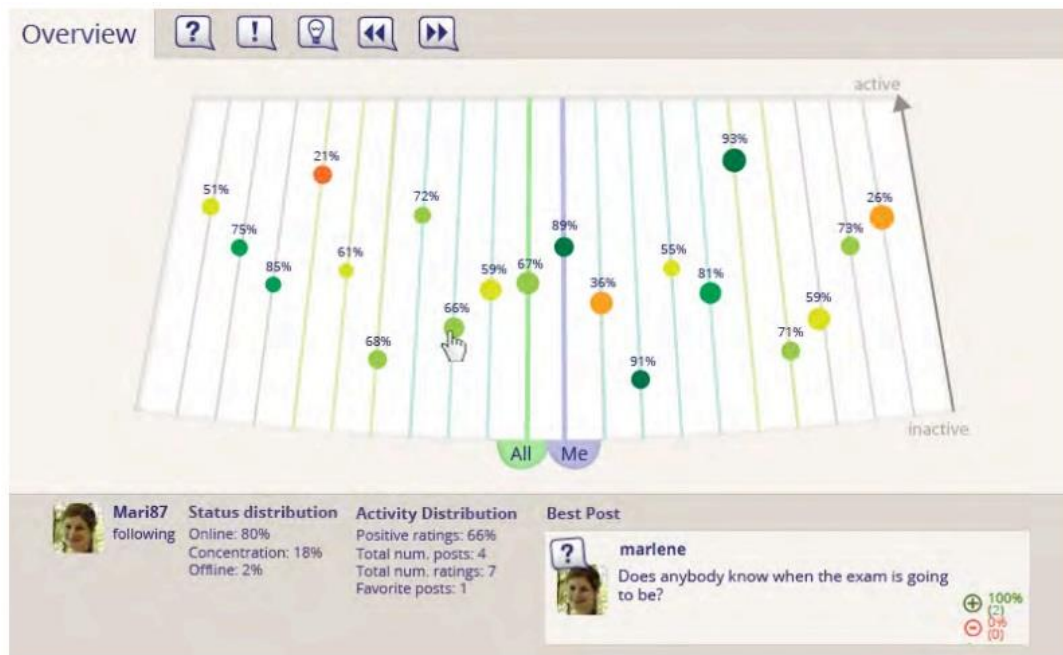 Overview
?
!
active
93%
21%
51%
72%
26%
89%
73%
75%
61%
55%
85%
59%
67%
81%
36%
66%
59%
68%
71%
91%
inactive
All
Me
Mari87
following
Status distribution
Online: 80%
Concentration: 18%
Offline: 2%
Activity Distribution
Positive ratings: 66%
Total num. posts: 4
Total num. ratings: 7
Favorite posts: 1
Best Post
?
marlene
Does anybody know when the exam is going
to be?
100%
(2)
0%
(0)